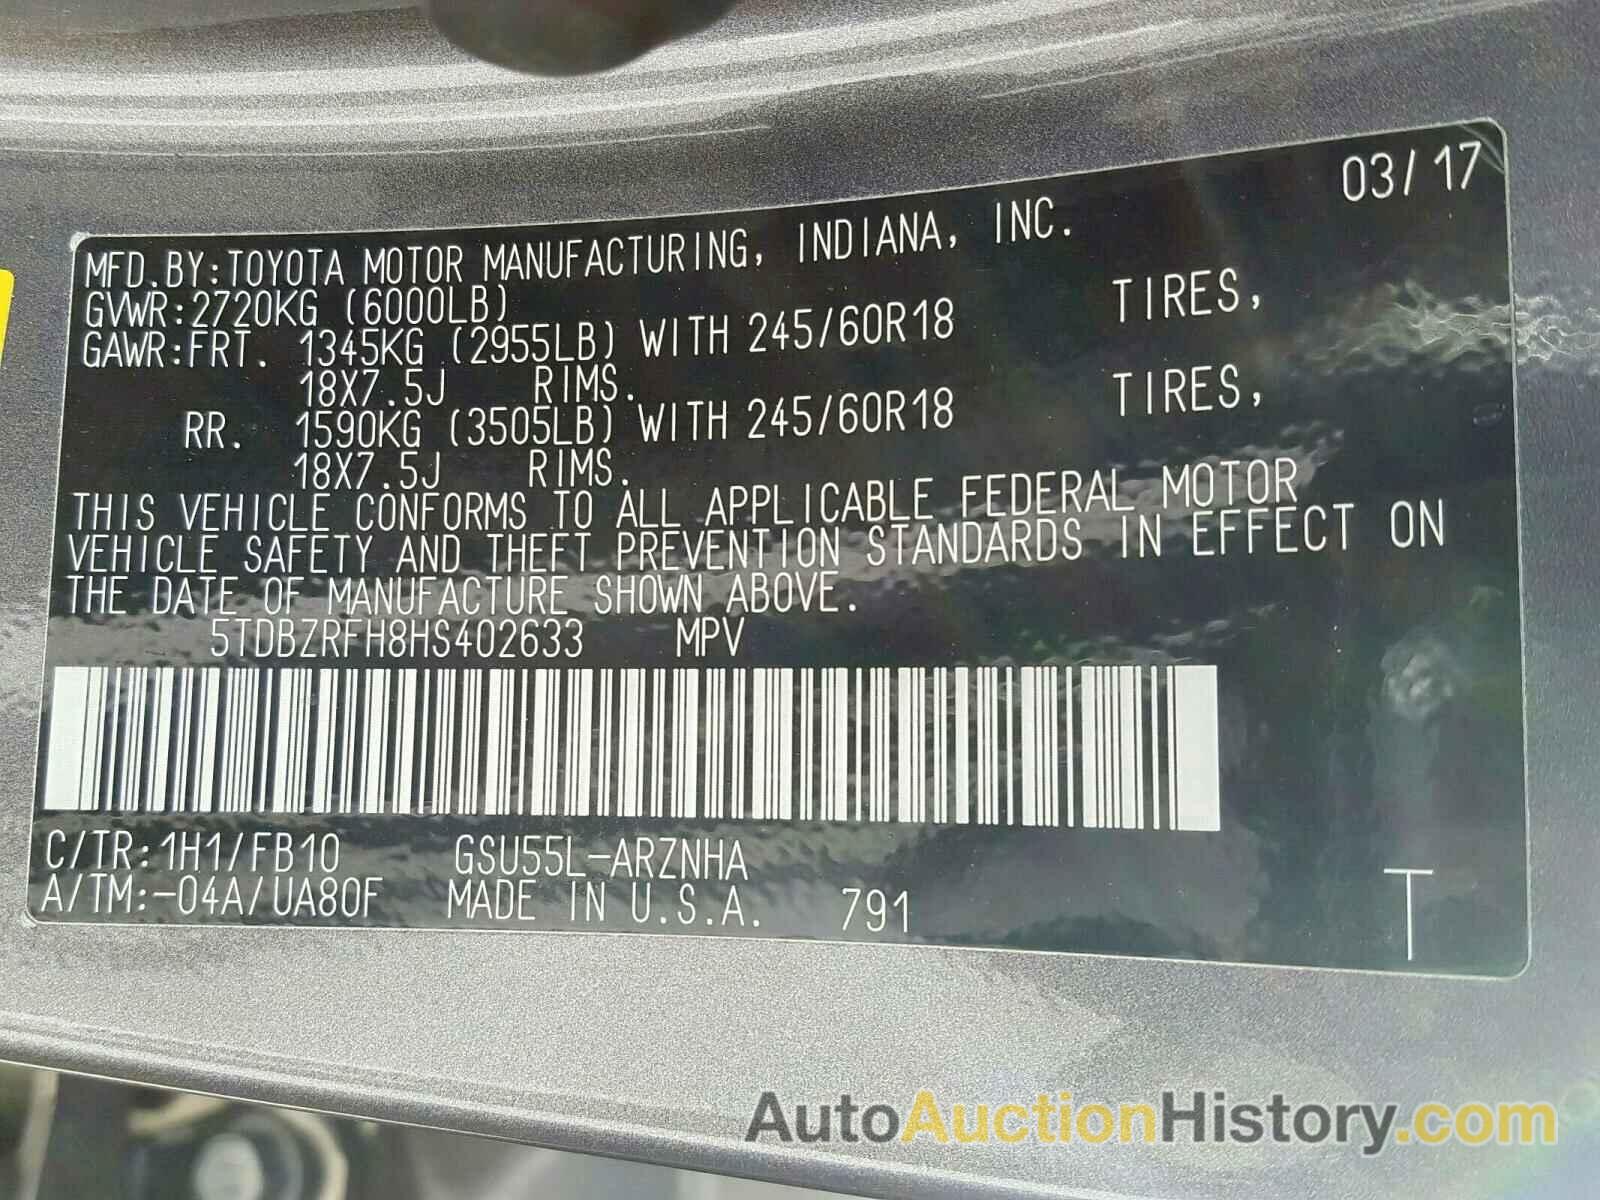 03/17
MFD.BY:TOYOTA MOTOR MANUFACTURING, INDIANA, INC.
GVWR:2720KG (6000LB)
GAWR:FRT. 1345KG (2955LB) WITH 245/60R18 TIRES,
18X7.5J RIMS.
RR. 1590KG (3505LB) WITH 245/60R18 TIRES,
18X7.5J RIMS.
THIS VEHICLE CONFORMS TO ALL APPLICABLE FEDERAL MOTOR
VEHICLE SAFETY AND THEFT PREVENTION STANDARDS IN EFFECT ON
THE DATE OF MANUFACTURE SHOWN ABOVE.
5TDBZRFH8HS402633 MPV
C/TR:1H1/FB10 GSU55L-ARZNHA
A/TM:-04A/UA80F MADE IN U.S.A. 791 T
AutoAuctionHistory.com